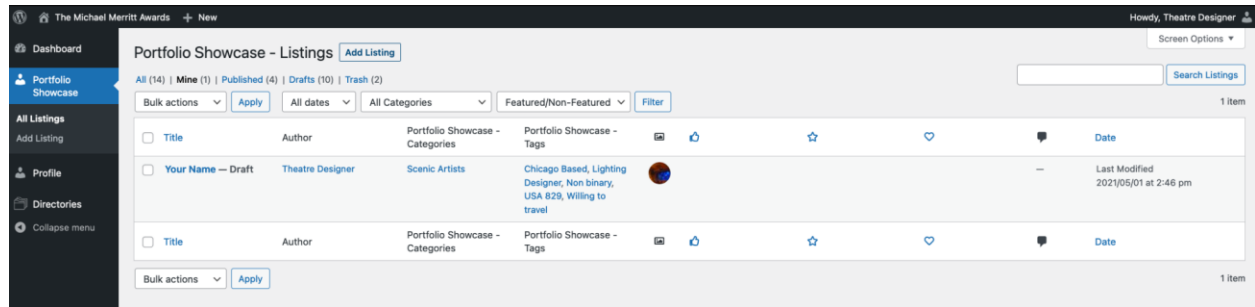 The Michael Merritt Awards + New Howdy, Theatre Designer
Dashboard
Portfolio Showcase
All Listings
Add Listing
Profile
Directories
Collapse menu
Screen Options ▼
Portfolio Showcase - Listings Add Listing
All (14) | Mine (1) | Published (4) | Drafts (10) | Trash (2)
Search Listings
Bulk actions Apply All dates All Categories Featured/Non-Featured Filter 1 item
Title Author Portfolio Showcase - Categories Portfolio Showcase - Tags Date
Your Name — Draft Theatre Designer Scenic Artists Chicago Based, Lighting — Last Modified
Designer, Non binary, 2021/05/01 at 2:46 pm
USA 829, Willing to
travel
Title Author Portfolio Showcase - Categories Portfolio Showcase - Tags Date
Bulk actions Apply 1 item